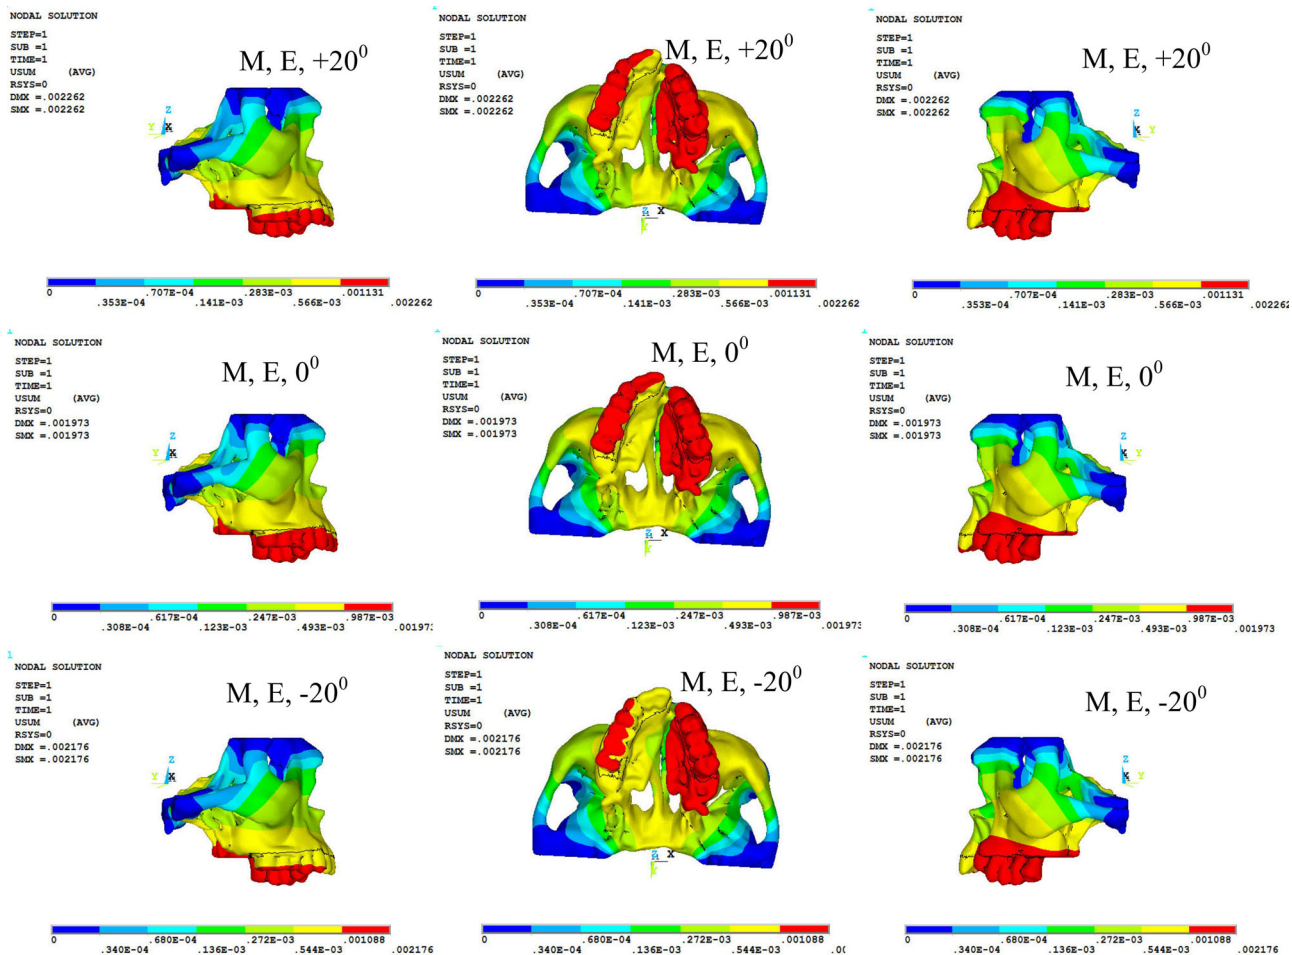 1
NODAL SOLUTION
STEP=1
SUB =1
TIME=1
USUM (AVG)
RSYS=0
DMX =.002262
SMX =.002262
M, E, +20⁰
Z
Y X
0 .707E-04 .283E-03 .001131
.353E-04 .141E-03 .566E-03 .002262
1
NODAL SOLUTION
STEP=1
SUB =1
TIME=1
USUM (AVG)
RSYS=0
DMX =.002262
SMX =.002262
M, E, +20⁰
Z X
Y
0 .707E-04 .283E-03 .001131
.353E-04 .141E-03 .566E-03 .002262
1
NODAL SOLUTION
STEP=1
SUB =1
TIME=1
USUM (AVG)
RSYS=0
DMX =.002262
SMX =.002262
M, E, +20⁰
Z
X Y
0 .707E-04 .283E-03 .001131
.353E-04 .141E-03 .566E-03 .002262
1
NODAL SOLUTION
STEP=1
SUB =1
TIME=1
USUM (AVG)
RSYS=0
DMX =.001973
SMX =.001973
M, E, 0⁰
Z
Y X
0 .617E-04 .247E-03 .987E-03
.308E-04 .123E-03 .493E-03 .001973
NODAL SOLUTION
STEP=1
SUB =1
TIME=1
USUM (AVG)
RSYS=0
DMX =.001973
SMX =.001973
M, E, 0⁰
Z X
Y
0 .617E-04 .247E-03 .987E-03
.308E-04 .123E-03 .493E-03 .001973
NODAL SOLUTION
STEP=1
SUB =1
TIME=1
USUM (AVG)
RSYS=0
DMX =.001973
SMX =.001973
M, E, 0⁰
Z
X Y
0 .617E-04 .247E-03 .987E-03
.308E-04 .123E-03 .493E-03 .001973
1
NODAL SOLUTION
STEP=1
SUB =1
TIME=1
USUM (AVG)
RSYS=0
DMX =.002176
SMX =.002176
M, E, -20⁰
Z
Y X
0 .680E-04 .272E-03 .001088
.340E-04 .136E-03 .544E-03 .002176
NODAL SOLUTION
STEP=1
SUB =1
TIME=1
USUM (AVG)
RSYS=0
DMX =.002176
SMX =.002176
M, E, -20⁰
Z X
Y
0 .680E-04 .272E-03 .001088
.340E-04 .136E-03 .544E-03
NODAL SOLUTION
STEP=1
SUB =1
TIME=1
USUM (AVG)
RSYS=0
DMX =.002176
SMX =.002176
M, E, -20⁰
Z
X Y
0 .680E-04 .272E-03 .001088
.340E-04 .136E-03 .544E-03 .002176